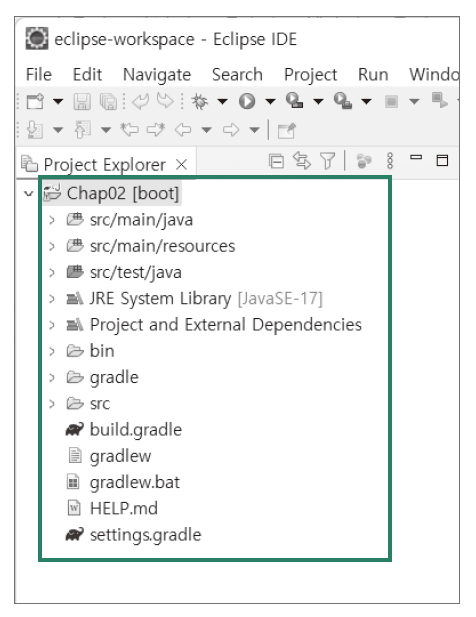 eclipse-workspace - Eclipse IDE
File Edit Navigate Search Project Run Windo
Project Explorer ×
Chap02 [boot]
src/main/java
src/main/resources
src/test/java
JRE System Library [JavaSE-17]
Project and External Dependencies
bin
gradle
src
build.gradle
gradlew
gradlew.bat
HELP.md
settings.gradle